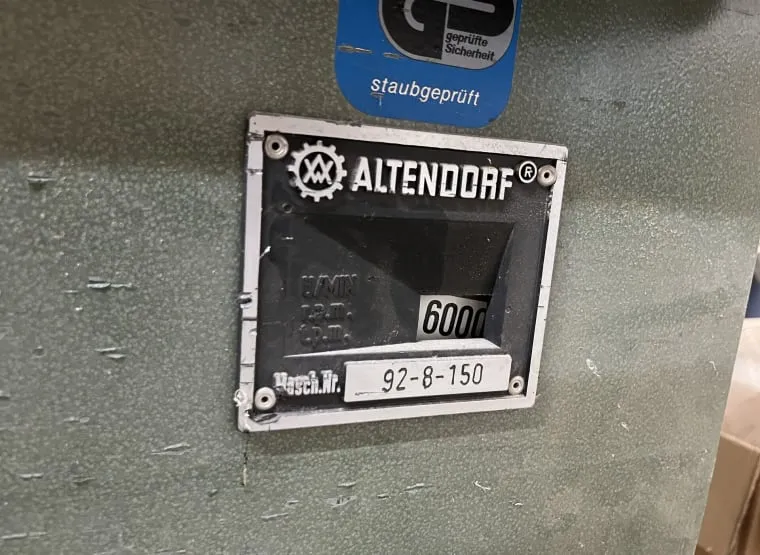 geprüfte
Sicherheit
staubgeprüft
ALTENDORF®
U/MIN
r.p.m.
t.p.m.
6000
Masch.Nr. 92-8-150